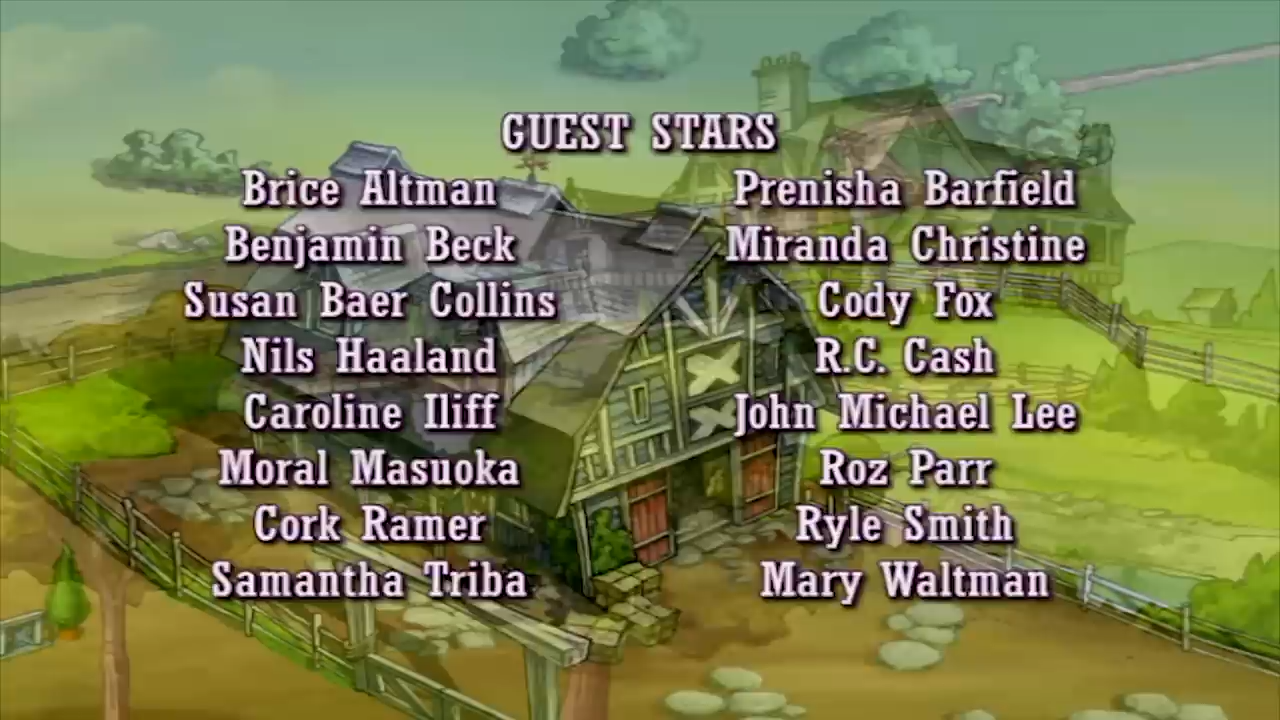 GUEST STARS
Brice Altman
Prenisha Barfield
Benjamin Beck
Miranda Christine
Susan Baer Collins
Cody Fox
Nils Haaland
R.C. Cash
Caroline Iliff
John Michael Lee
Moral Masuoka
Roz Parr
Cork Ramer
Ryle Smith
Samantha Triba
Mary Waltman